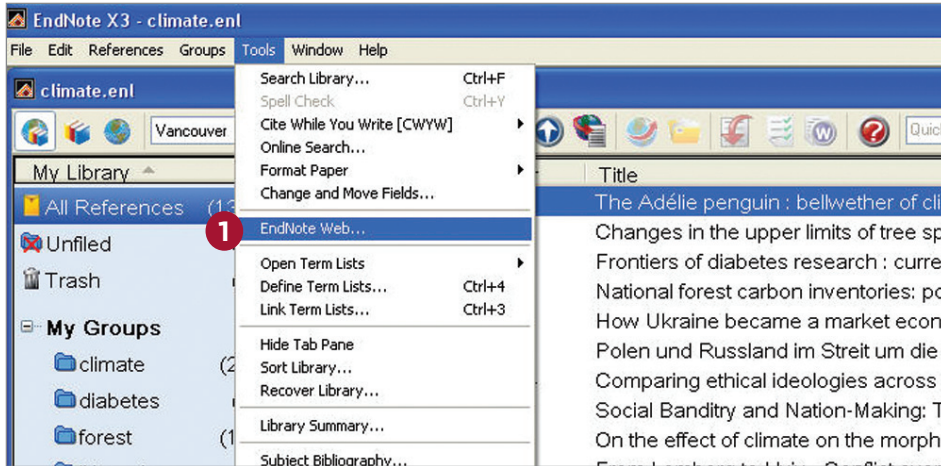 EndNote X3 - climate.enl
File Edit References Groups Tools Window Help
climate.enl
Vancouver
My Library
All References
Unfiled
Trash
My Groups
climate
diabetes
forest
Search Library... Ctrl+F
Spell Check Ctrl+Y
Cite While You Write [CWYW]
Online Search...
Format Paper
Change and Move Fields...
1 EndNote Web...
Open Term Lists
Define Term Lists... Ctrl+4
Link Term Lists... Ctrl+3
Hide Tab Pane
Sort Library...
Recover Library...
Library Summary...
Subject Bibliography...
Title
The Adélie penguin : bellwether of cli
Changes in the upper limits of tree sp
Frontiers of diabetes research : curre
National forest carbon inventories: po
How Ukraine became a market econ
Polen und Russland im Streit um die
Comparing ethical ideologies across
Social Banditry and Nation-Making: T
On the effect of climate on the morph